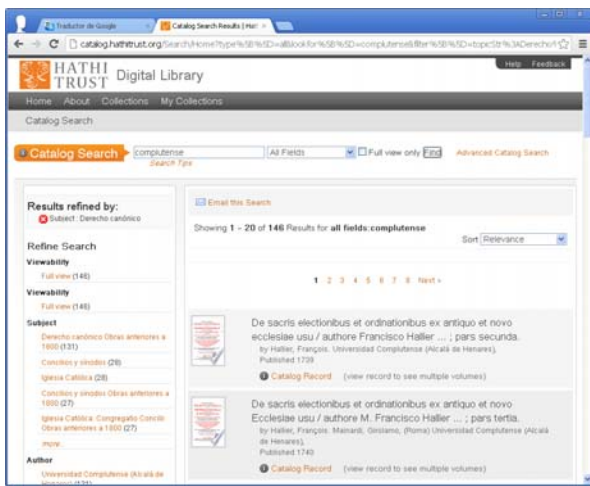 Traductor de Google
Catalog Search Results | Hat
catalog.hathitrust.org/Search/Home?type%5B%5D=all&lookfor%5B%5D=complutense&filter%5B%5D=topicStr%3ADerecho
HATHI
TRUST
Digital Library
Help Feedback
Home About Collections My Collections
Catalog Search
Catalog Search complutense All Fields Full view only Find Advanced Catalog Search
Search Tips
Results refined by:
Subject: Derecho canónico
Refine Search
Viewability
Full view (146)
Viewability
Full view (146)
Subject
Derecho canónico Obras anteriores a
1800 (131)
Concilios y sínodos (28)
Iglesia Católica (28)
Concilios y sínodos Obras anteriores a
1800 (27)
Iglesia Católica. Congregatio Concilii
Obras anteriores a 1800 (27)
more...
Author
Universidad Complutense (Alcalá de
Henares) (131)
Email this Search
Showing 1 - 20 of 146 Results for all fields:complutense
Sort Relevance
1 2 3 4 5 6 7 8 Next »
De sacris electionibus et ordinationibus ex antiquo et novo
ecclesiae usu / authore Francisco Hallier ... ; pars secunda.
by Hallier, François. Universidad Complutense (Alcalá de Henares),
Published 1739
Catalog Record (view record to see multiple volumes)
De sacris electionibus et ordinationibus ex antiquo et novo
Ecclesiae usu / authore M. Francisco Hallier ... ; pars tertia.
by Hallier, François. Mainardi, Girolamo, (Roma) Universidad Complutense (Alcalá
de Henares),
Published 1740
Catalog Record (view record to see multiple volumes)